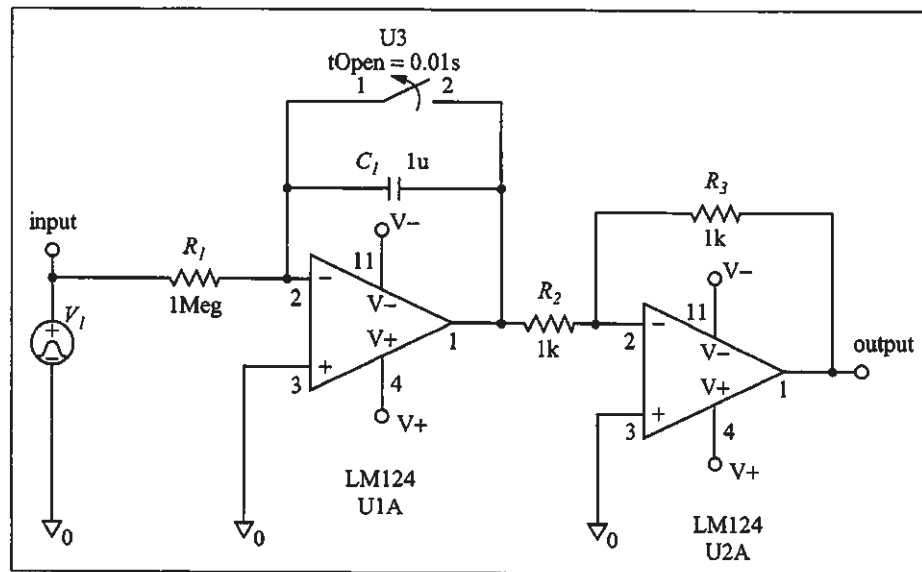 U3
tOpen = 0.01s
1 2
C1 1u
input
R1
1Meg
V1
+
−
V−
11
V−
−
2
V+
1
+
3
4
V+
LM124
U1A
0
0
R2
1k
R3
1k
V−
11
V−
−
2
V+
1
+
3
4
V+
output
LM124
U2A
0